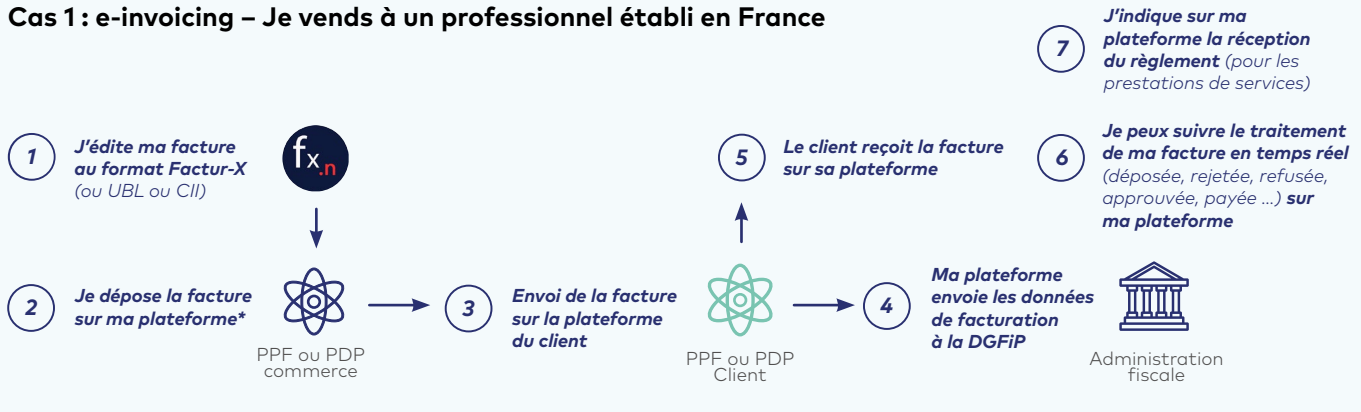 Cas 1 : e-invoicing – Je vends à un professionnel établi en France
1
J'édite ma facture
au format Factur-X
(ou UBL ou CII)
fx.n
2
Je dépose la facture
sur ma plateforme*
PPF ou PDP
commerce
3
Envoi de la facture
sur la plateforme
du client
PPF ou PDP
Client
5
Le client reçoit la facture
sur sa plateforme
4
Ma plateforme
envoie les données
de facturation
à la DGFiP
Administration
fiscale
7
J'indique sur ma
plateforme la réception
du règlement (pour les
prestations de services)
6
Je peux suivre le traitement
de ma facture en temps réel
(déposée, rejetée, refusée,
approuvée, payée ...) sur
ma plateforme